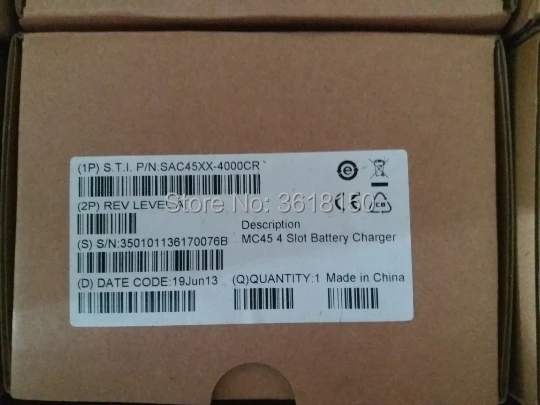 (1P) S.T.I. P/N:SAC45XX-4000CR
(2P) REV LEVEL:A
Store No:
Description
MC45 4 Slot Battery Charger
(S) S/N:350101136170076B
(D) DATE CODE:19Jun13 (Q)QUANTITY:1 Made in China